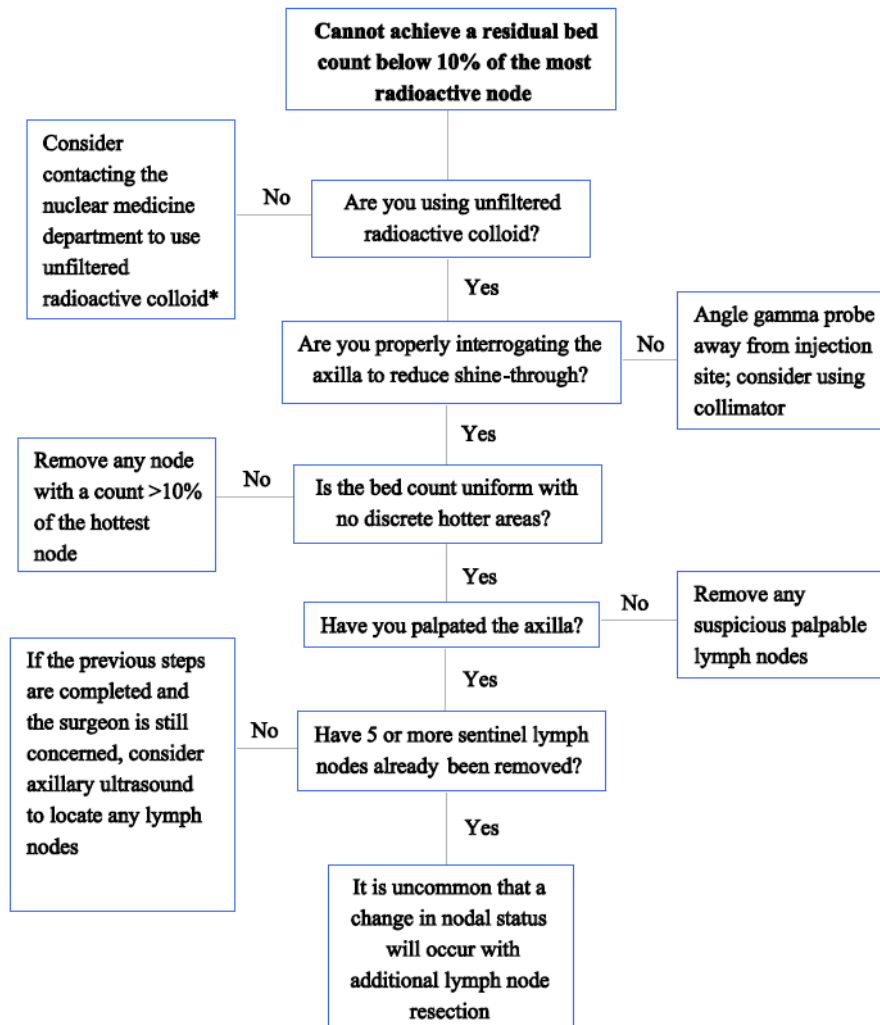 Cannot achieve a residual bed
count below 10% of the most
radioactive node
Consider
contacting the
nuclear medicine
department to use
unfiltered
radioactive colloid*
No
Are you using unfiltered
radioactive colloid?
Yes
Are you properly interrogating the
axilla to reduce shine-through?
No
Angle gamma probe
away from injection
site; consider using
collimator
Yes
Remove any node
with a count >10%
of the hottest
node
No
Is the bed count uniform with
no discrete hotter areas?
Yes
Have you palpated the axilla?
No
Remove any
suspicious palpable
lymph nodes
Yes
If the previous steps
are completed and
the surgeon is still
concerned, consider
axillary ultrasound
to locate any lymph
nodes
No
Have 5 or more sentinel lymph
nodes already been removed?
Yes
It is uncommon that a
change in nodal status
will occur with
additional lymph node
resection